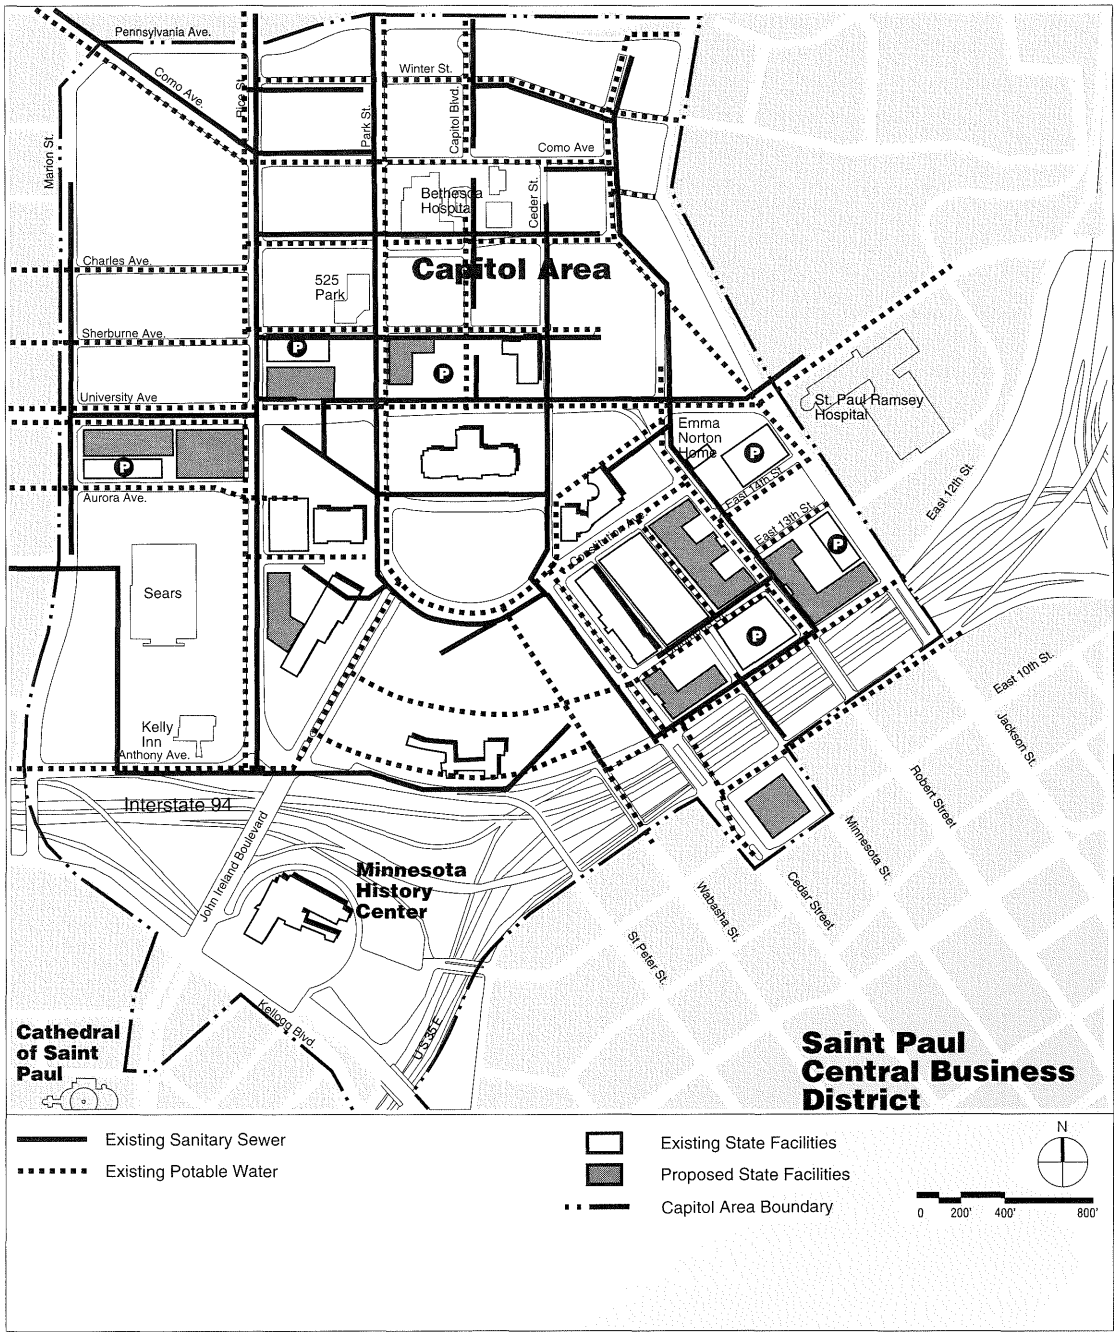 Pennsylvania Ave.
Como Ave.
Rice St.
Winter St.
Park St.
Capitol Blvd.
Como Ave
Marion St.
Bethesda
Hospital
Ceder St.
Charles Ave.
Capitol Area
525
Park
Sherburne Ave.
P
P
University Ave
St. Paul Ramsey
Hospital
Emma
Norton
Home
P
P
Aurora Ave.
East 14th St.
East 12th St.
East 13th St.
Constitution Ave.
P
Sears
P
East 10th St.
Jackson St.
Kelly
Inn
Anthony Ave.
Interstate 94
Robert Street
Minnesota St.
John Ireland Boulevard
Minnesota
History
Center
Cedar Street
Wabasha St.
St Peter St.
Kellogg Blvd.
U.S. 35 E
Cathedral
of Saint
Paul
Saint Paul
Central Business
District
Existing Sanitary Sewer
Existing Potable Water
Existing State Facilities
Proposed State Facilities
Capitol Area Boundary
N
0 200' 400' 800'